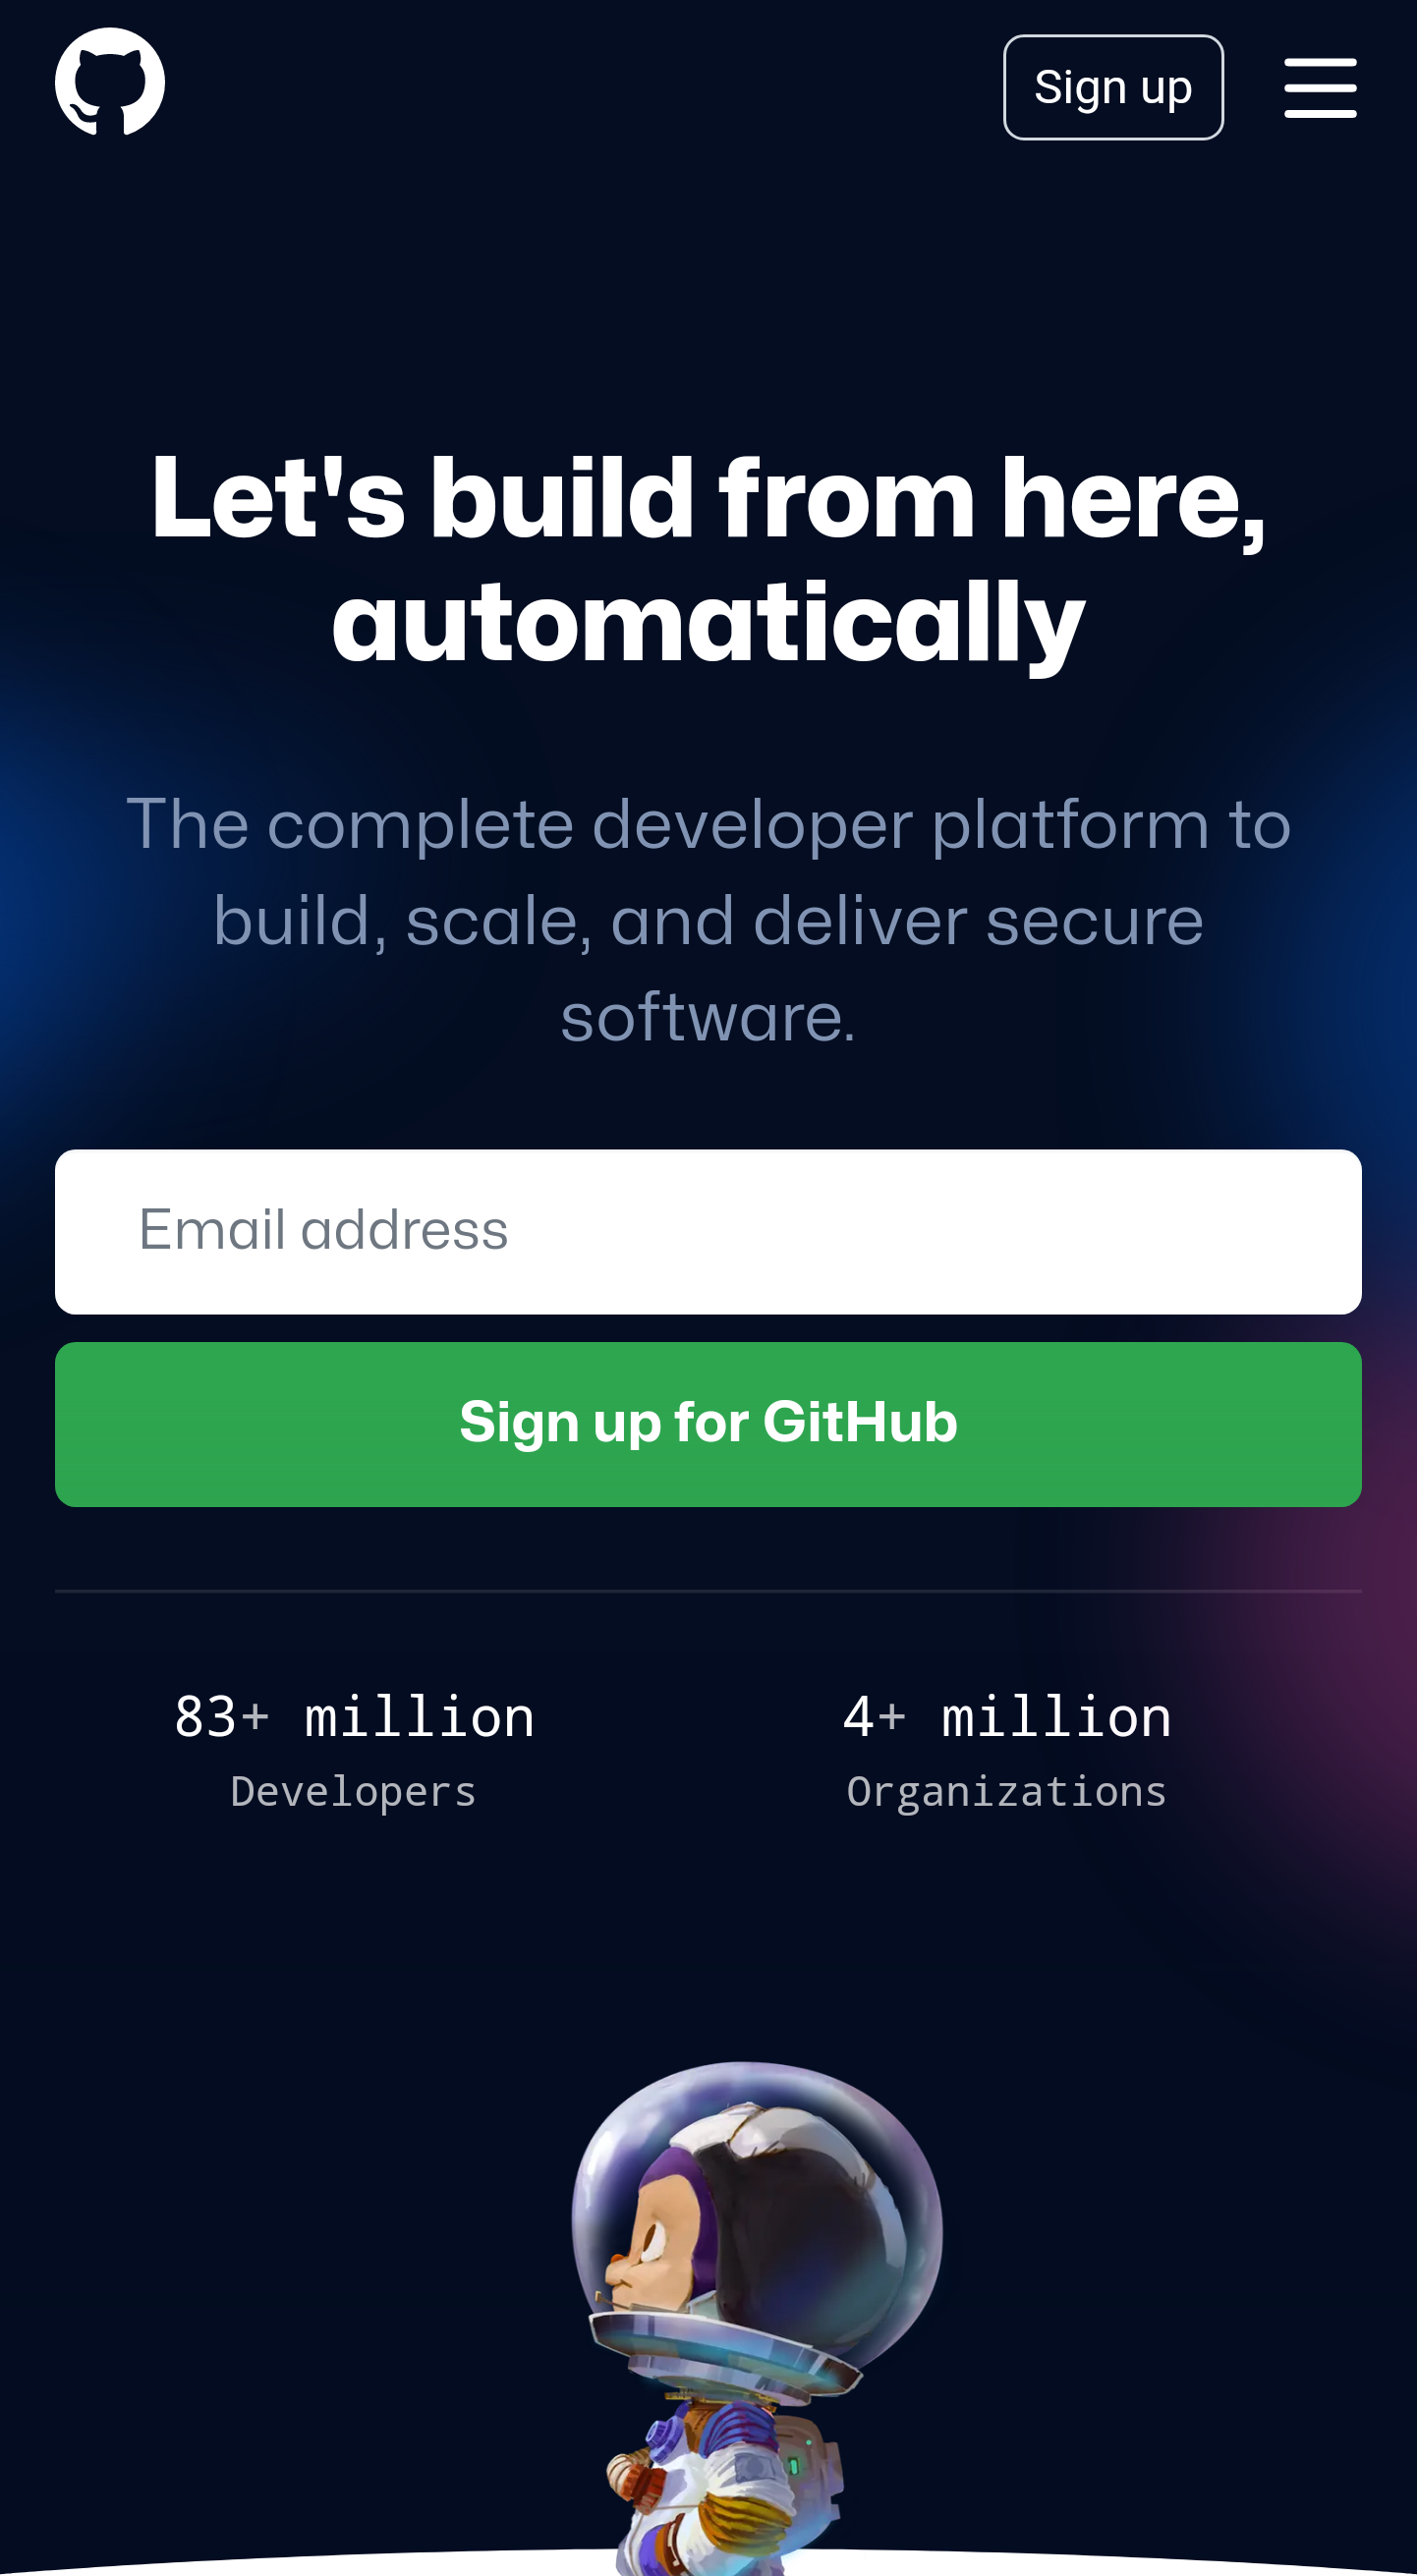 Sign up
Let's build from here,
automatically
The complete developer platform to
build, scale, and deliver secure
software.
Email address
Sign up for GitHub
83+ million
Developers
4+ million
Organizations